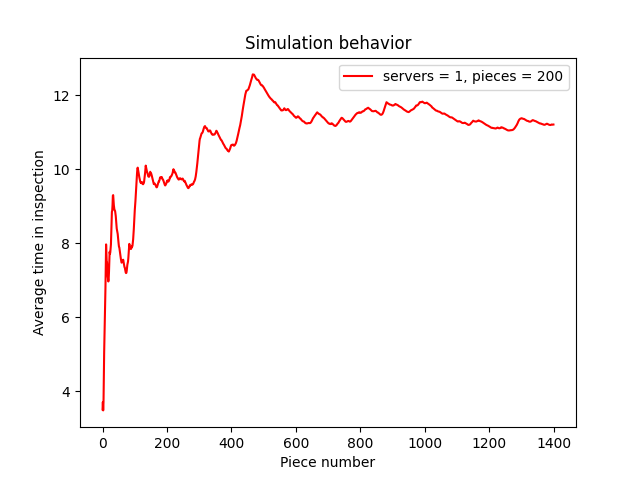 Simulation behavior
servers = 1, pieces = 200
Average time in inspection
12
10
8
6
4
0 200 400 600 800 1000 1200 1400
Piece number